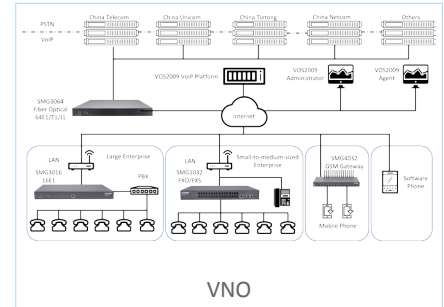 China Telecom China Unicom China Tietong China Netcom Others
PSTN
VoIP
VOS2009 VoIP Platform
VOS2009
Administrator
VOS2009
Agent
SMG3064
Fiber Optical
64E1/T1/J1
Internet
LAN
Large Enterprise
SMG3016
16E1
PBX
LAN
Small-to-medium-sized
Enterprise
SMG1032
FXO/FXS
SMG4032
GSM Gateway
Mobile Phone
Software
Phone
VNO